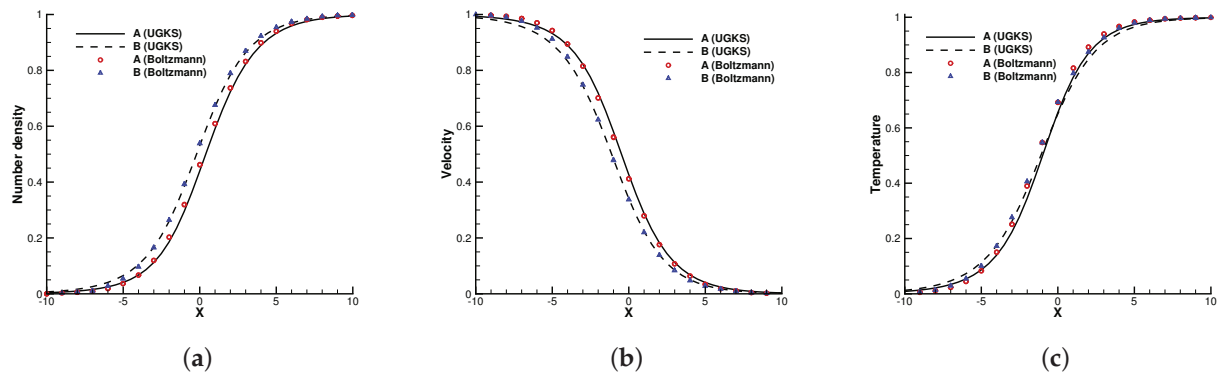 A (UGKS)
B (UGKS)
A (Boltzmann)
B (Boltzmann)
Number density
1
0.8
0.6
0.4
0.2
0
-10
-5
0
5
10
X
(a)
A (UGKS)
B (UGKS)
A (Boltzmann)
B (Boltzmann)
Velocity
1
0.8
0.6
0.4
0.2
0
-10
-5
0
5
10
X
(b)
A (UGKS)
B (UGKS)
A (Boltzmann)
B (Boltzmann)
Temperature
1
0.8
0.6
0.4
0.2
0
-10
-5
0
5
10
X
(c)